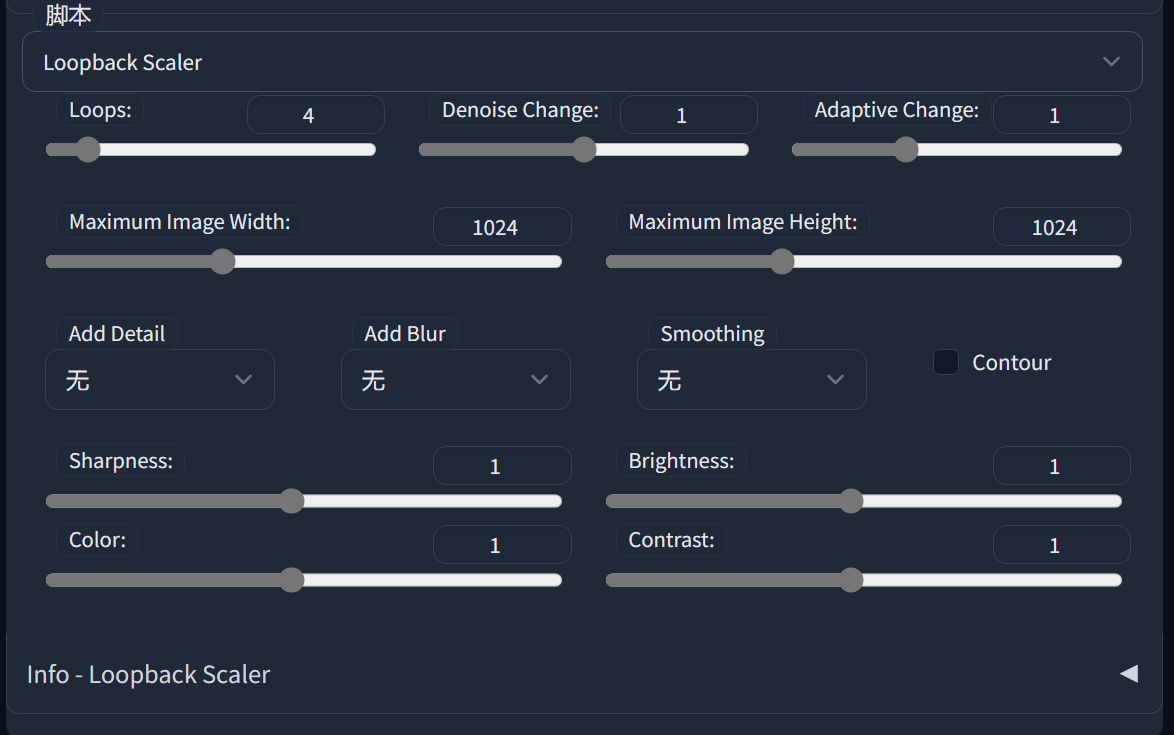 脚本
Loopback Scaler
Loops: 4
Denoise Change: 1
Adaptive Change: 1
Maximum Image Width: 1024
Maximum Image Height: 1024
Add Detail
无
Add Blur
无
Smoothing
无
Contour
Sharpness: 1
Brightness: 1
Color: 1
Contrast: 1
Info - Loopback Scaler